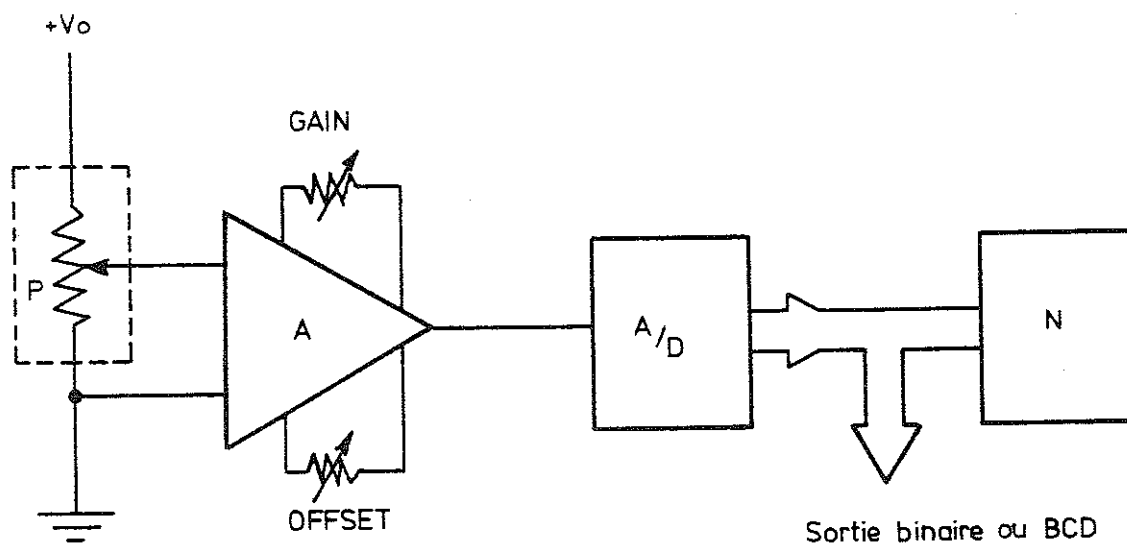 +Vo
GAIN
P
A
A/D
N
OFFSET
Sortie binaire ou BCD